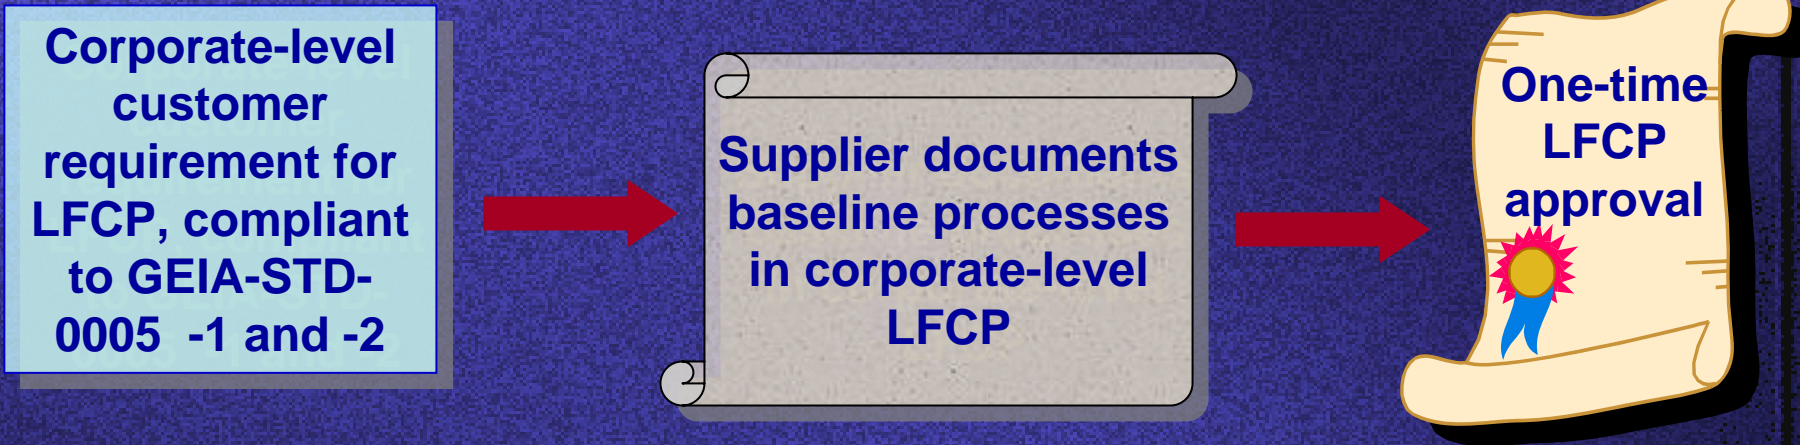 Corporate-level
customer
requirement for
LFCP, compliant
to GEIA-STD-
0005 -1 and -2
Supplier documents
baseline processes
in corporate-level
LFCP
One-time
LFCP
approval